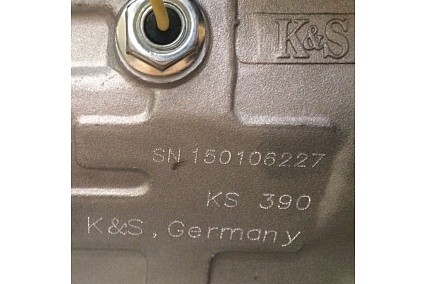 K&S
SN 150106227
KS 390
K&S, Germany